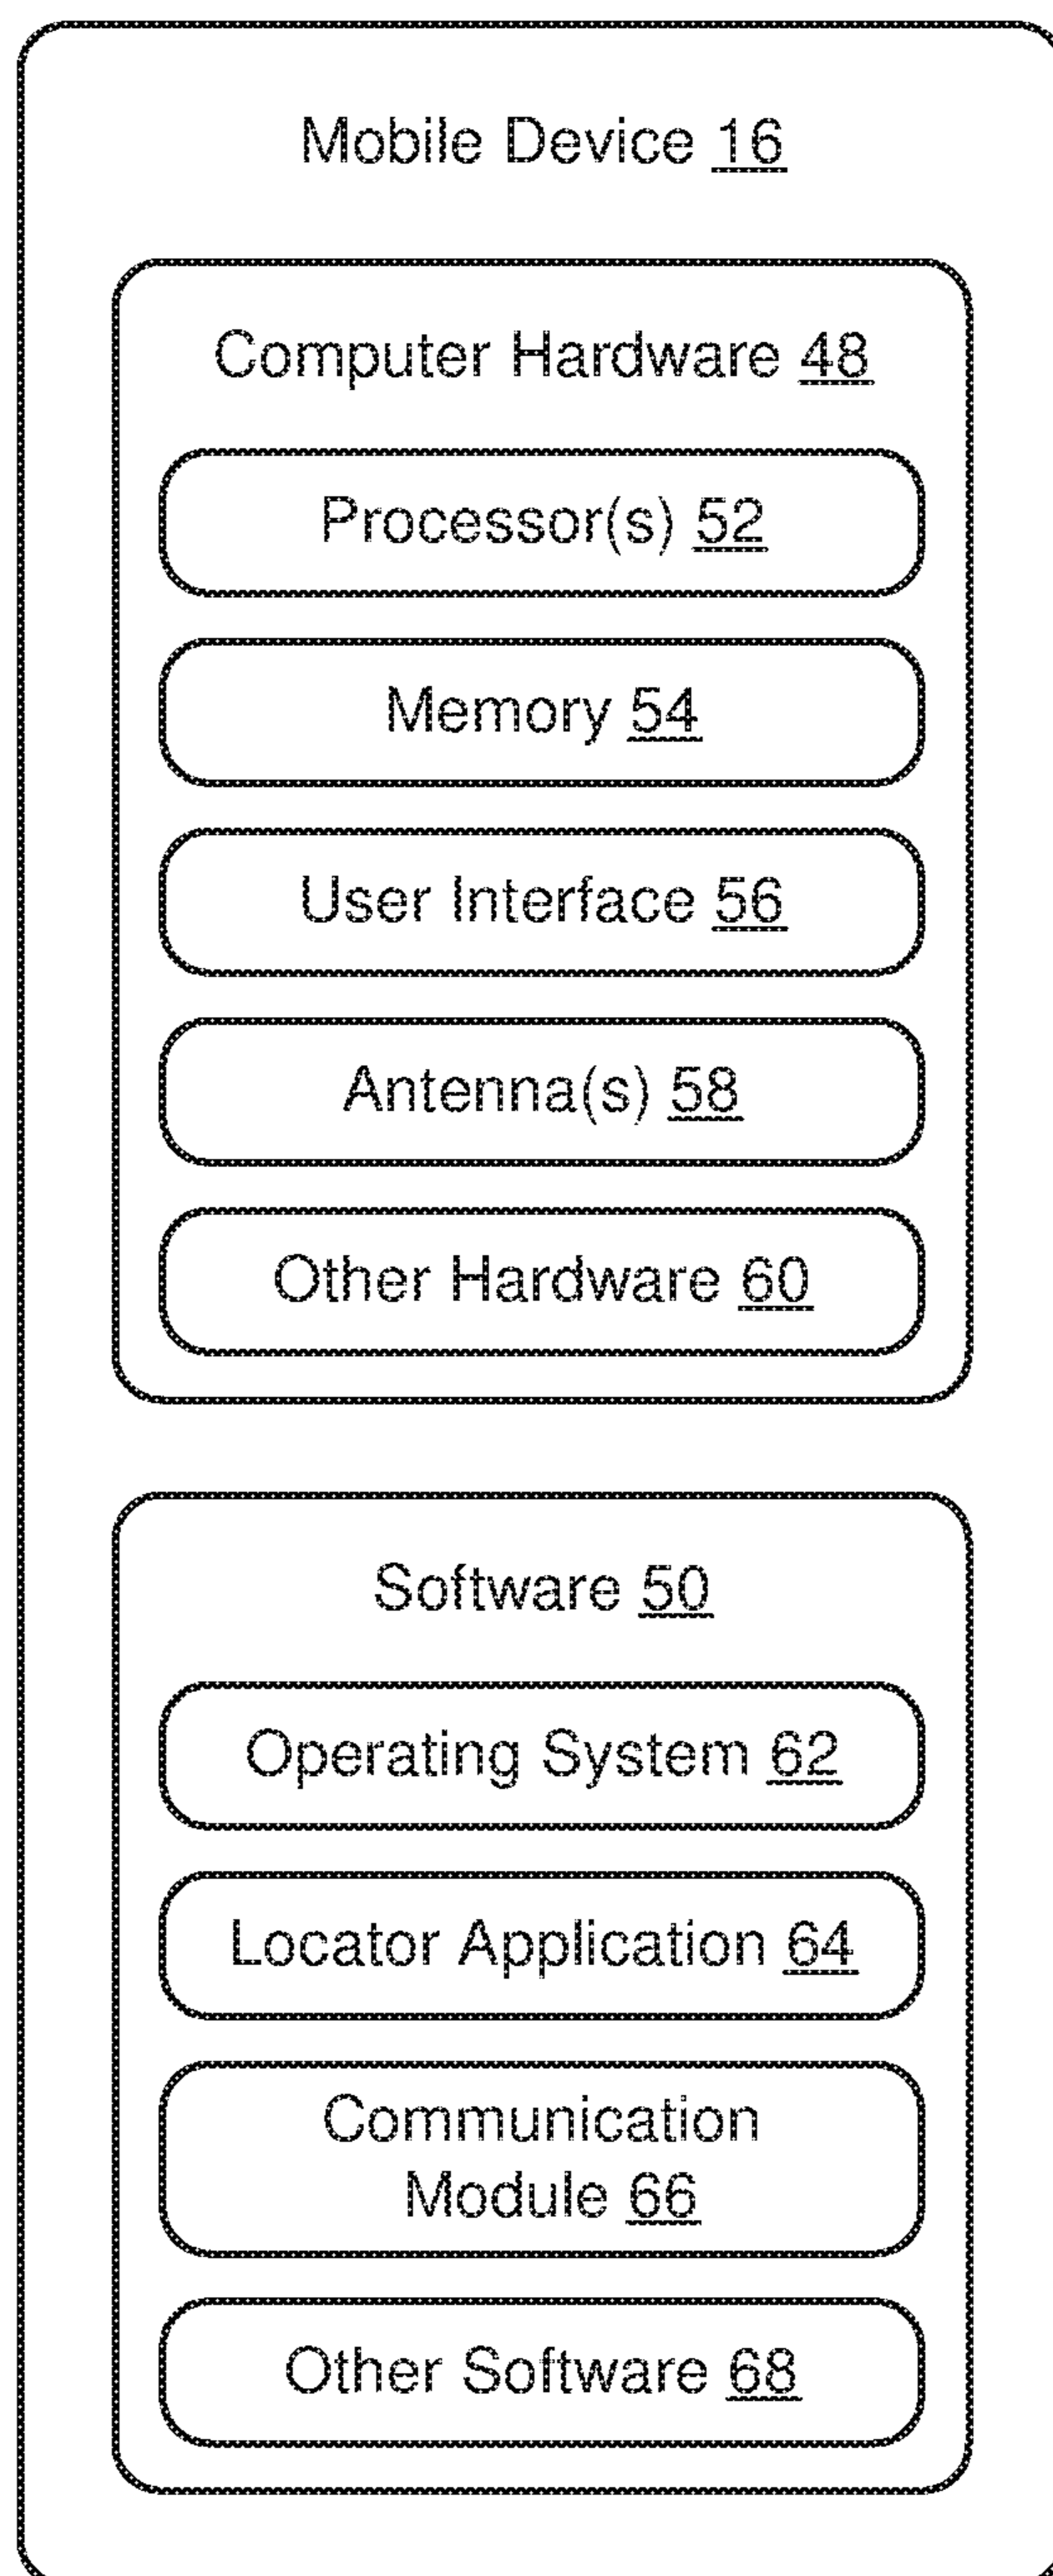 Mobile Device 16
Computer Hardware 48
Processor(s) 52
Memory 54
User Interface 56
Antenna(s) 58
Other Hardware 60
Software 50
Operating System 62
Locator Application 64
Communication
Module 66
Other Software 68